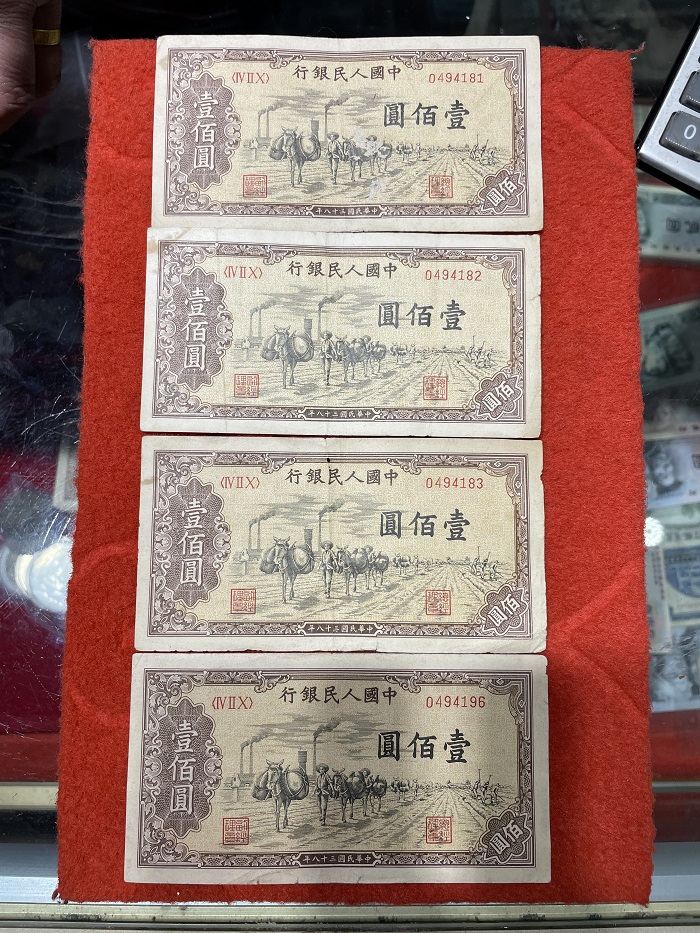 〈IV II X〉 行銀民人國中 0494181
壹佰圓
圓佰壹
佰圓
年八十三國民華中
〈IV II X〉 行銀民人國中 0494182
壹佰圓
圓佰壹
佰圓
年八十三國民華中
〈IV II X〉 行銀民人國中 0494183
壹佰圓
圓佰壹
佰圓
年八十三國民華中
〈IV II X〉 行銀民人國中 0494196
壹佰圓
圓佰壹
佰圓
年八十三國民華中
0